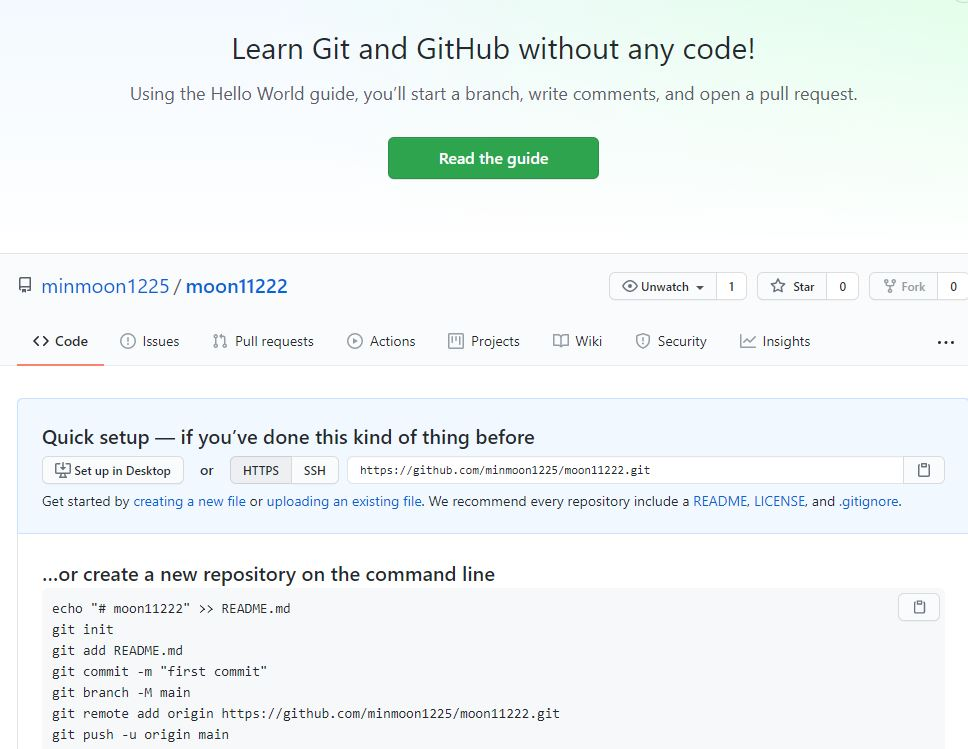 Learn Git and GitHub without any code!
Using the Hello World guide, you’ll start a branch, write comments, and open a pull request.
Read the guide
minmoon1225 / moon11222
Unwatch 1 Star 0 Fork 0
<> Code Issues Pull requests Actions Projects Wiki Security Insights ...
Quick setup — if you’ve done this kind of thing before
Set up in Desktop or HTTPS SSH https://github.com/minmoon1225/moon11222.git
Get started by creating a new file or uploading an existing file. We recommend every repository include a README, LICENSE, and .gitignore.
…or create a new repository on the command line
echo "# moon11222" >> README.md
git init
git add README.md
git commit -m "first commit"
git branch -M main
git remote add origin https://github.com/minmoon1225/moon11222.git
git push -u origin main